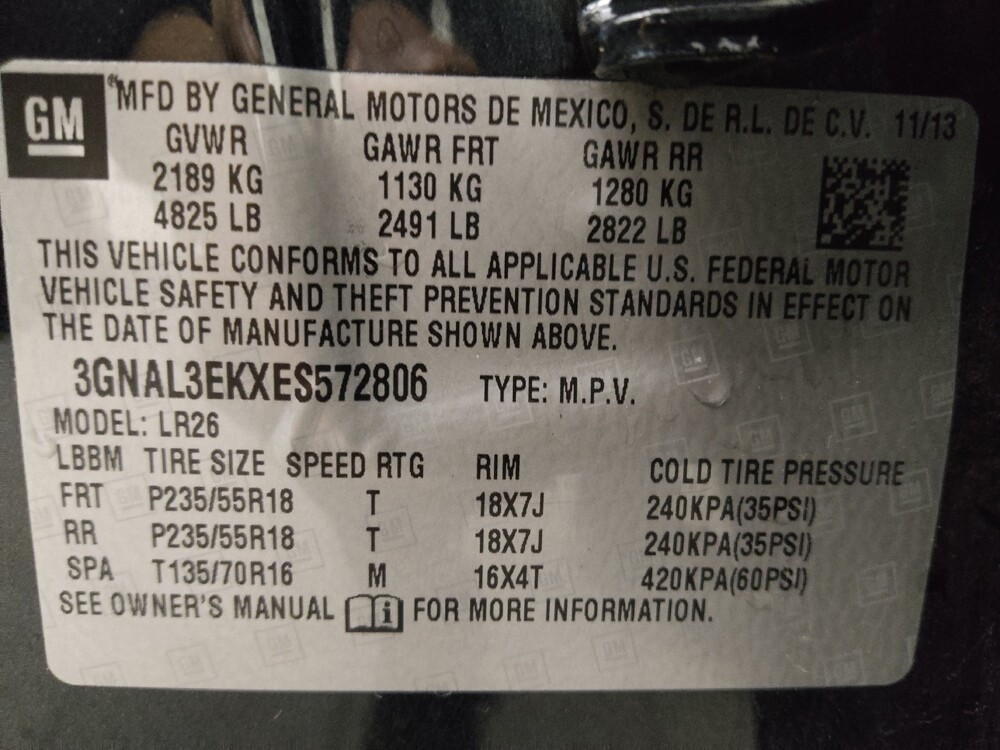 GM
MFD BY GENERAL MOTORS DE MEXICO, S. DE R.L. DE C.V. 11/13
GVWR GAWR FRT GAWR RR
2189 KG 1130 KG 1280 KG
4825 LB 2491 LB 2822 LB
THIS VEHICLE CONFORMS TO ALL APPLICABLE U.S. FEDERAL MOTOR
VEHICLE SAFETY AND THEFT PREVENTION STANDARDS IN EFFECT ON
THE DATE OF MANUFACTURE SHOWN ABOVE.
3GNAL3EKXES572806 TYPE: M.P.V.
MODEL: LR26
LBBM TIRE SIZE SPEED RTG RIM COLD TIRE PRESSURE
FRT P235/55R18 T 18X7J 240KPA(35PSI)
RR P235/55R18 T 18X7J 240KPA(35PSI)
SPA T135/70R16 M 16X4T 420KPA(60PSI)
SEE OWNER'S MANUAL i FOR MORE INFORMATION.